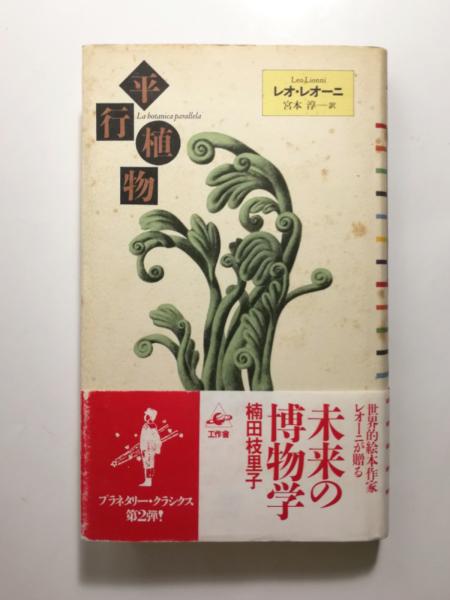 平行植物
La botanica parallela
Leo Lionni
レオ・レオーニ
宮本 淳——訳
世界的絵本作家
レオーニが贈る
未来の
博物学
楠田枝里子
工作舎
プラネタリー・クラシクス
第2弾!